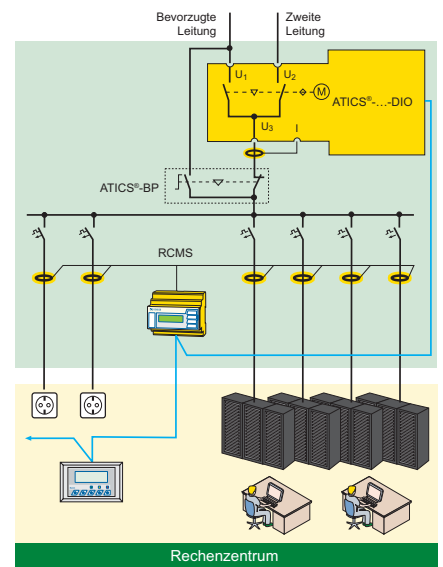 Bevorzugte
Leitung
Zweite
Leitung
U1
U2
M
ATICS®-...-DIO
U3
I
ATICS®-BP
RCMS
Rechenzentrum